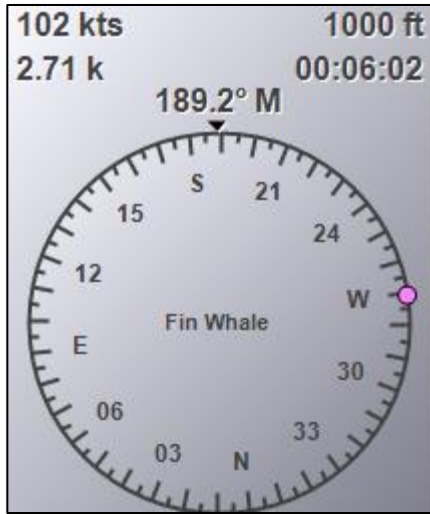 102 kts 1000 ft
2.71 k 00:06:02
189.2° M
S
15 21
24
12
W
Fin Whale
E
30
06
33
03 N